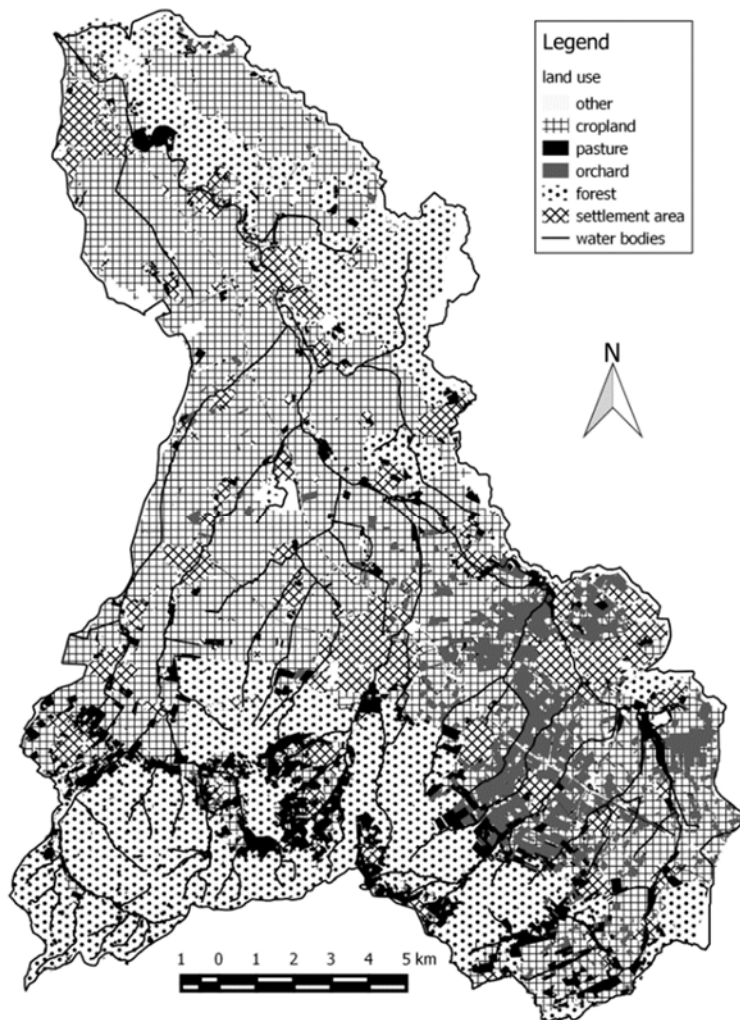 Legend
land use
other
cropland
pasture
orchard
forest
settlement area
water bodies
N
1 0 1 2 3 4 5 km